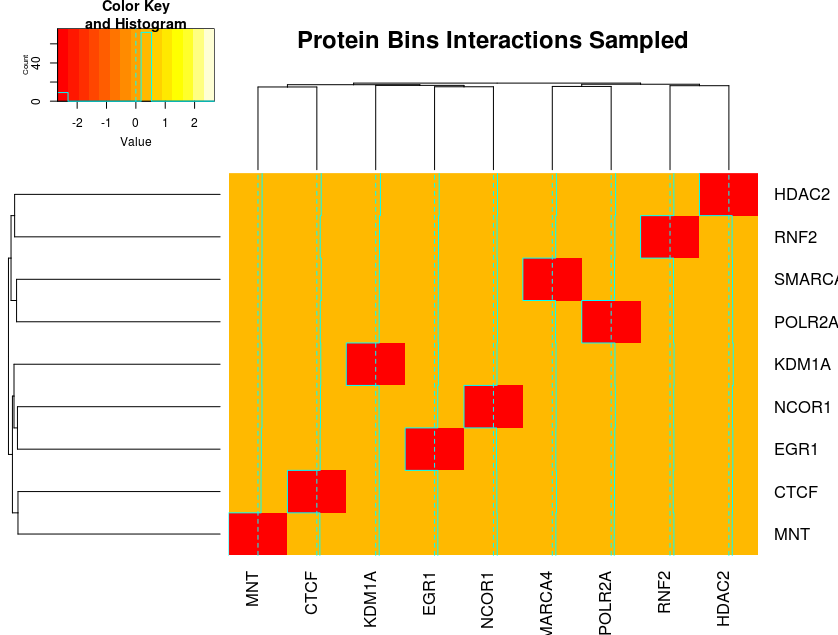 Color Key
and Histogram
Count
0 40
-2 -1 0 1 2
Value
Protein Bins Interactions Sampled
HDAC2
RNF2
SMARCA
POLR2A
KDM1A
NCOR1
EGR1
CTCF
MNT
MNT CTCF KDM1A EGR1 NCOR1 MARCA4 POLR2A RNF2 HDAC2